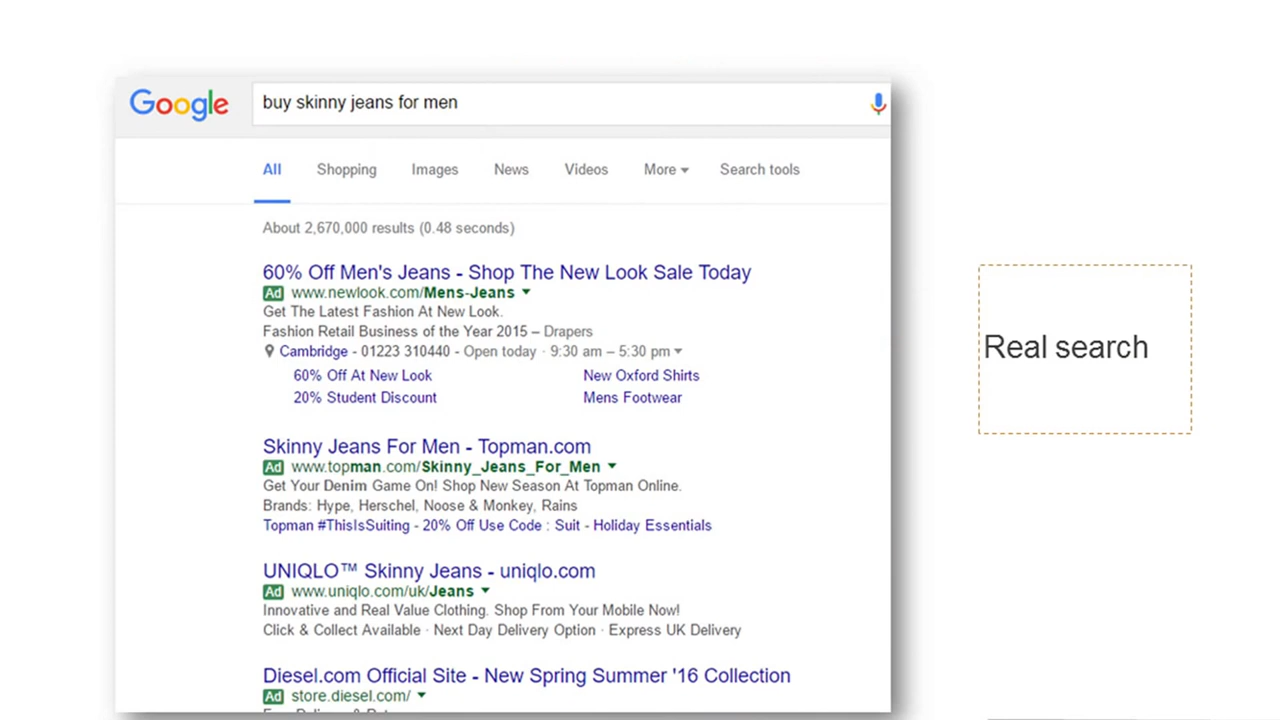 Google buy skinny jeans for men
All Shopping Images News Videos More Search tools
About 2,670,000 results (0.48 seconds)
60% Off Men's Jeans - Shop The New Look Sale Today
Ad www.newlook.com/Mens-Jeans
Get The Latest Fashion At New Look.
Fashion Retail Business of the Year 2015 – Drapers
Cambridge - 01223 310440 - Open today · 9:30 am – 5:30 pm
60% Off At New Look New Oxford Shirts
20% Student Discount Mens Footwear
Real search
Skinny Jeans For Men - Topman.com
Ad www.topman.com/Skinny_Jeans_For_Men
Get Your Denim Game On! Shop New Season At Topman Online.
Brands: Hype, Herschel, Noose & Monkey, Rains
Topman #ThisIsSuiting - 20% Off Use Code : Suit - Holiday Essentials
UNIQLO™ Skinny Jeans - uniqlo.com
Ad www.uniqlo.com/uk/Jeans
Innovative and Real Value Clothing. Shop From Your Mobile Now!
Click & Collect Available · Next Day Delivery Option · Express UK Delivery
Diesel.com Official Site - New Spring Summer '16 Collection
Ad store.diesel.com/